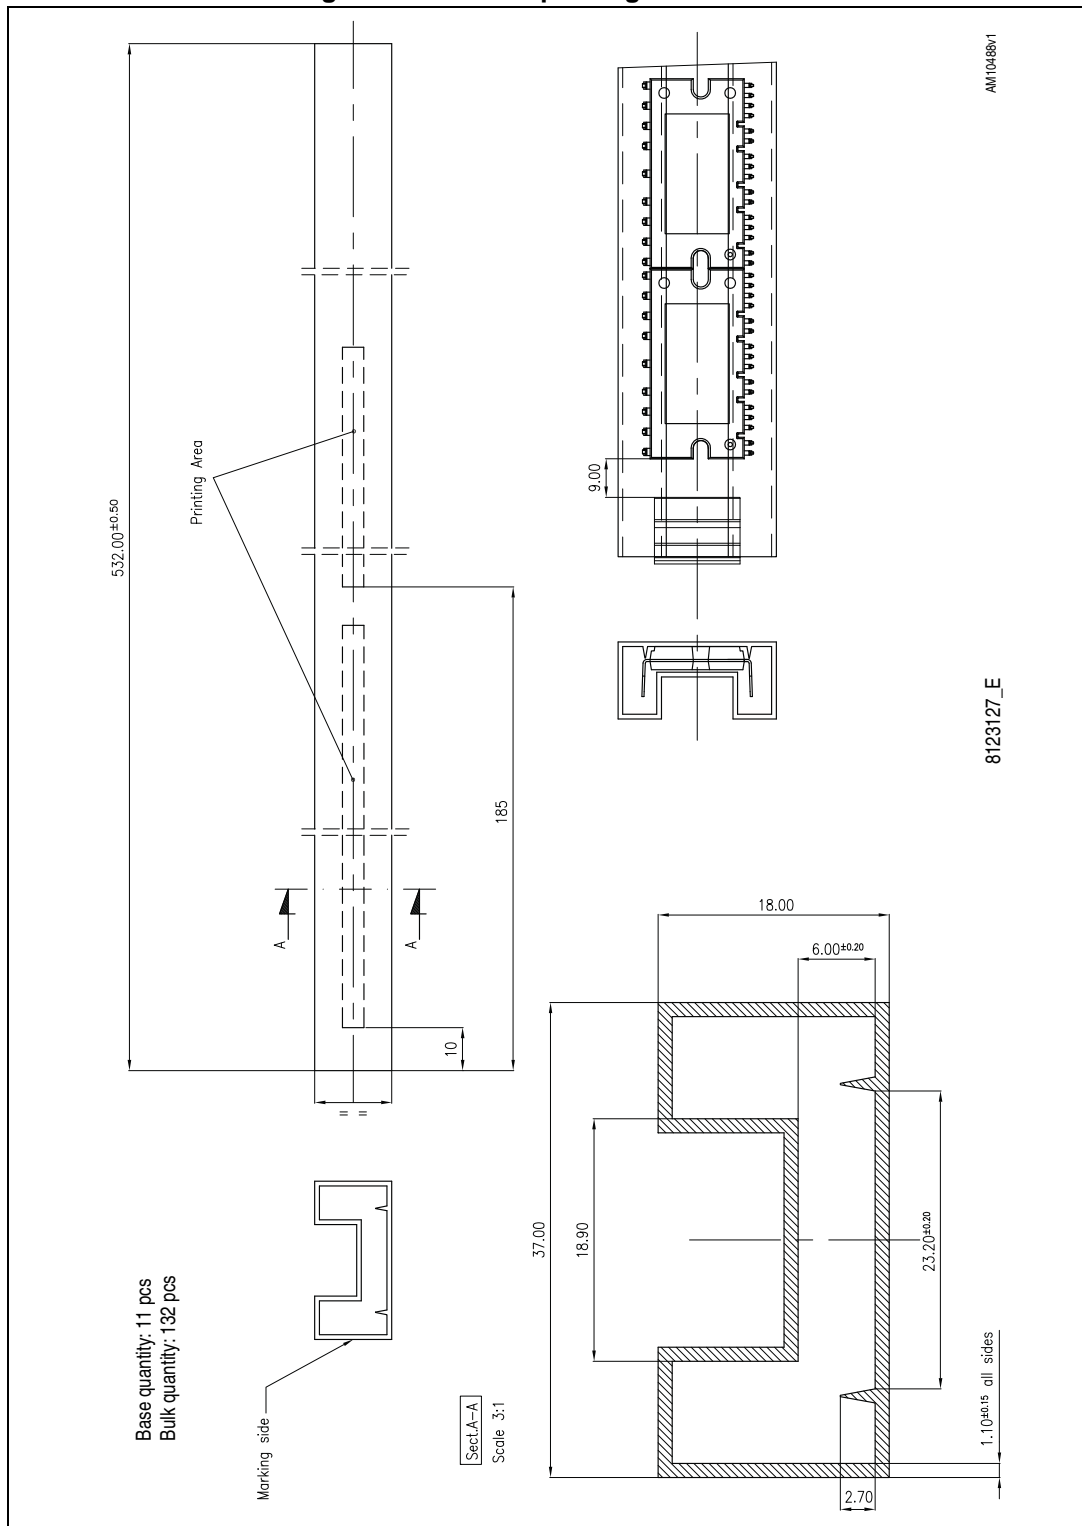 AM10488v1
532.00±0.50
Printing Area
9.00
185
8123127_E
A
A
10
= =
18.00
6.00±0.20
37.00
18.90
23.20±0.20
1.10±0.15 all sides
2.70
Base quantity: 11 pcs
Bulk quantity: 132 pcs
Marking side
Sect.A-A
Scale 3:1